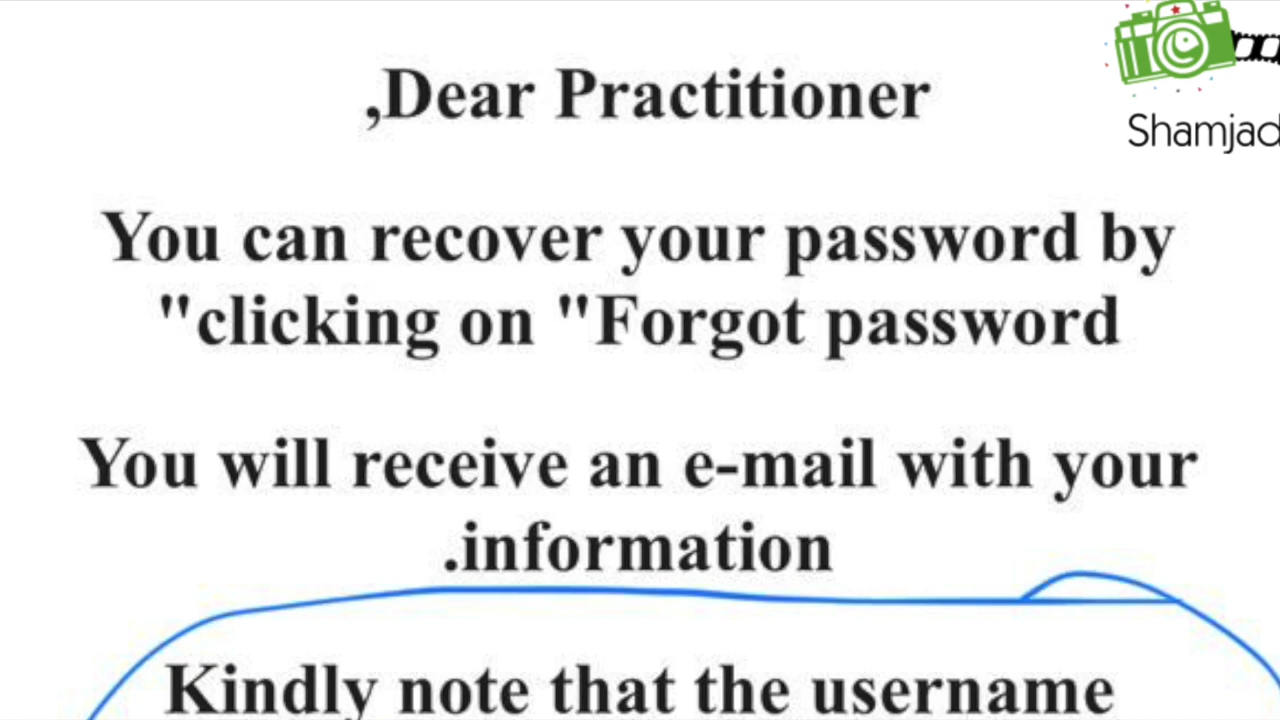 ,Dear Practitioner
Shamjad
You can recover your password by
"clicking on "Forgot password
You will receive an e-mail with your
.information
Kindly note that the username